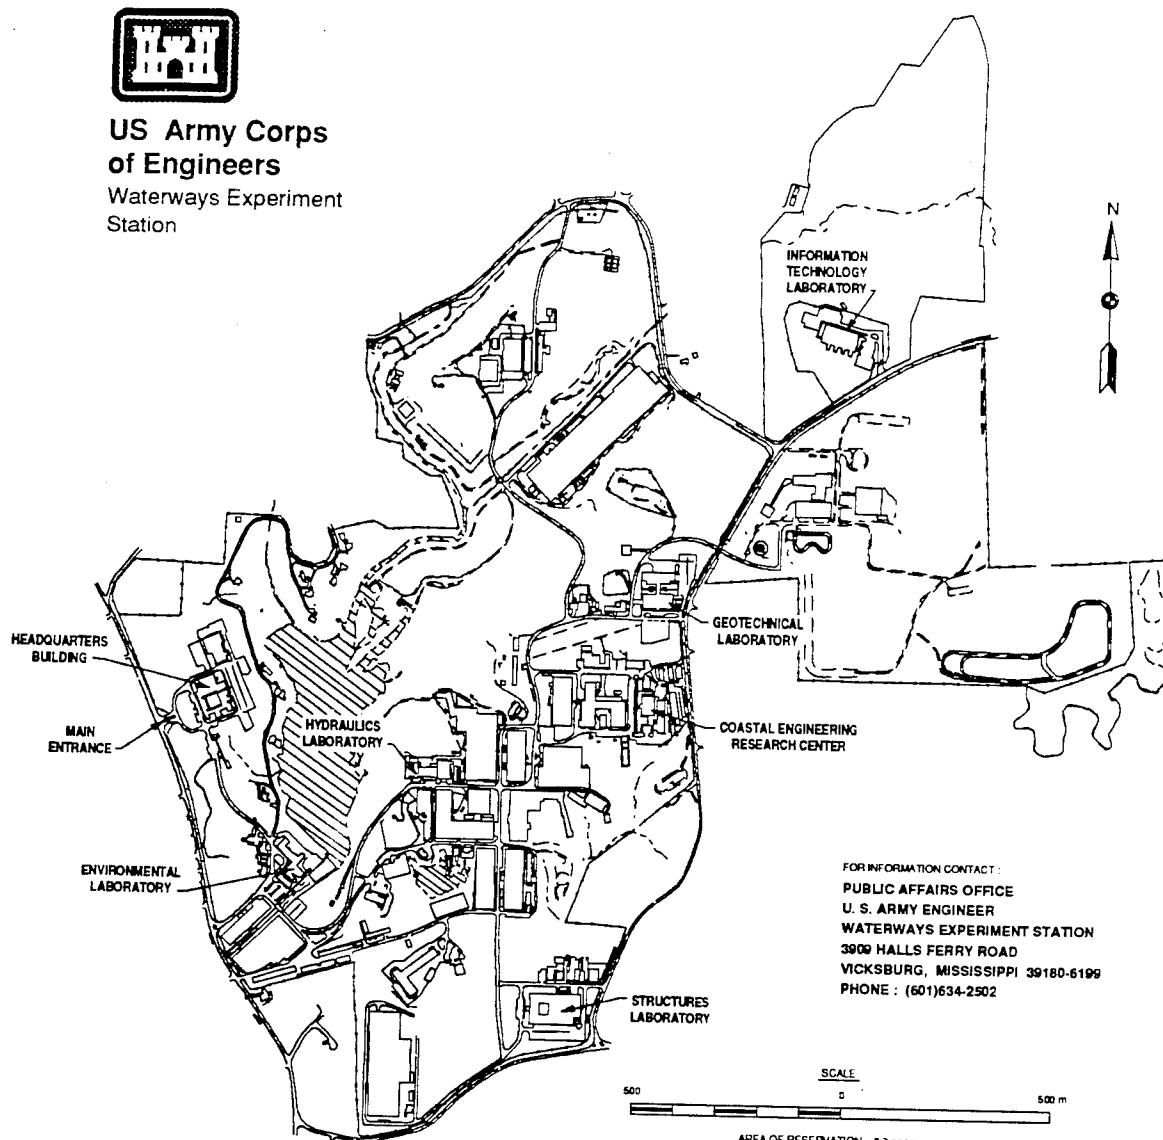 US Army Corps
of Engineers
Waterways Experiment
Station
N
INFORMATION
TECHNOLOGY
LABORATORY
HEADQUARTERS
BUILDING
GEOTECHNICAL
LABORATORY
MAIN
ENTRANCE
HYDRAULICS
LABORATORY
COASTAL ENGINEERING
RESEARCH CENTER
ENVIRONMENTAL
LABORATORY
STRUCTURES
LABORATORY
FOR INFORMATION CONTACT :
PUBLIC AFFAIRS OFFICE
U. S. ARMY ENGINEER
WATERWAYS EXPERIMENT STATION
3909 HALLS FERRY ROAD
VICKSBURG, MISSISSIPPI 39180-6199
PHONE : (601)634-2502
SCALE
500 0 500 m
AREA OF RESERVATION